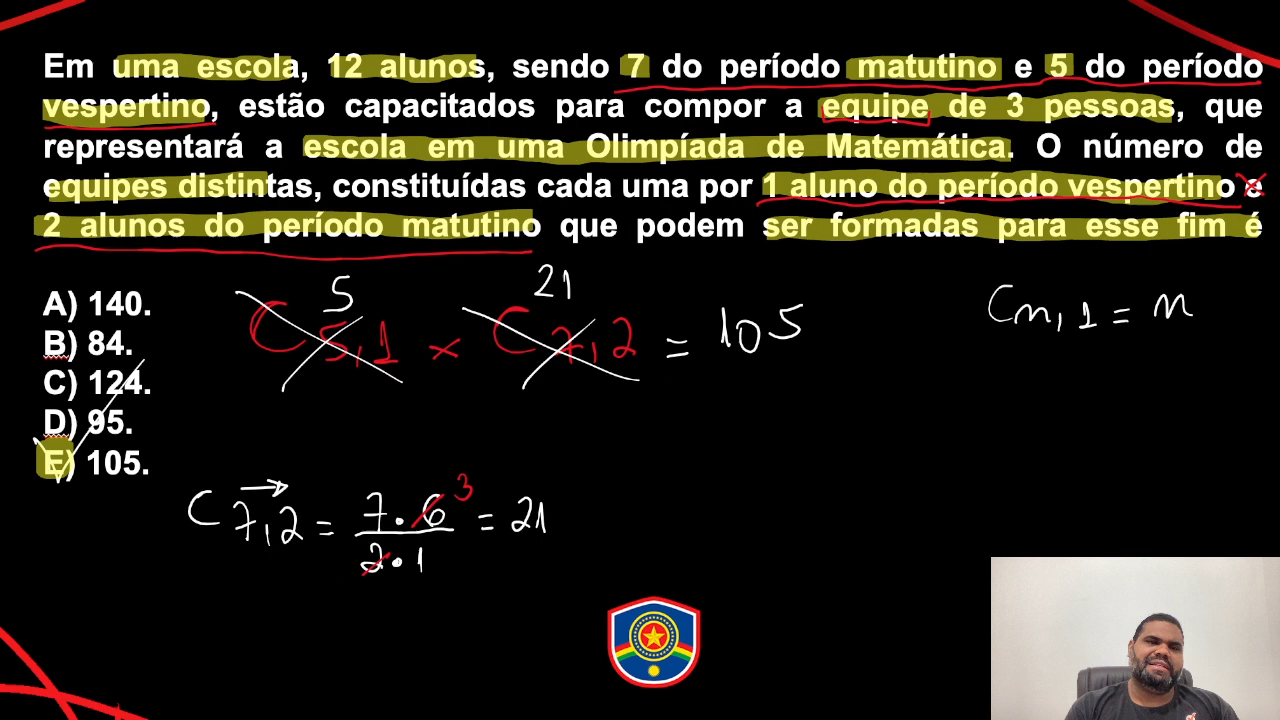 Em uma escola, 12 alunos, sendo 7 do período matutino e 5 do período
vespertino, estão capacitados para compor a equipe de 3 pessoas, que
representará a escola em uma Olimpíada de Matemática. O número de
equipes distintas, constituídas cada uma por 1 aluno do período vespertino e
2 alunos do período matutino que podem ser formadas para esse fim é
A) 140.
B) 84.
C) 124.
D) 95.
E) 105.
5 21
C 5,1 × C 7,2 = 105
Cn,1 = n
C 7,2 = 7.6 3 = 21
2.1